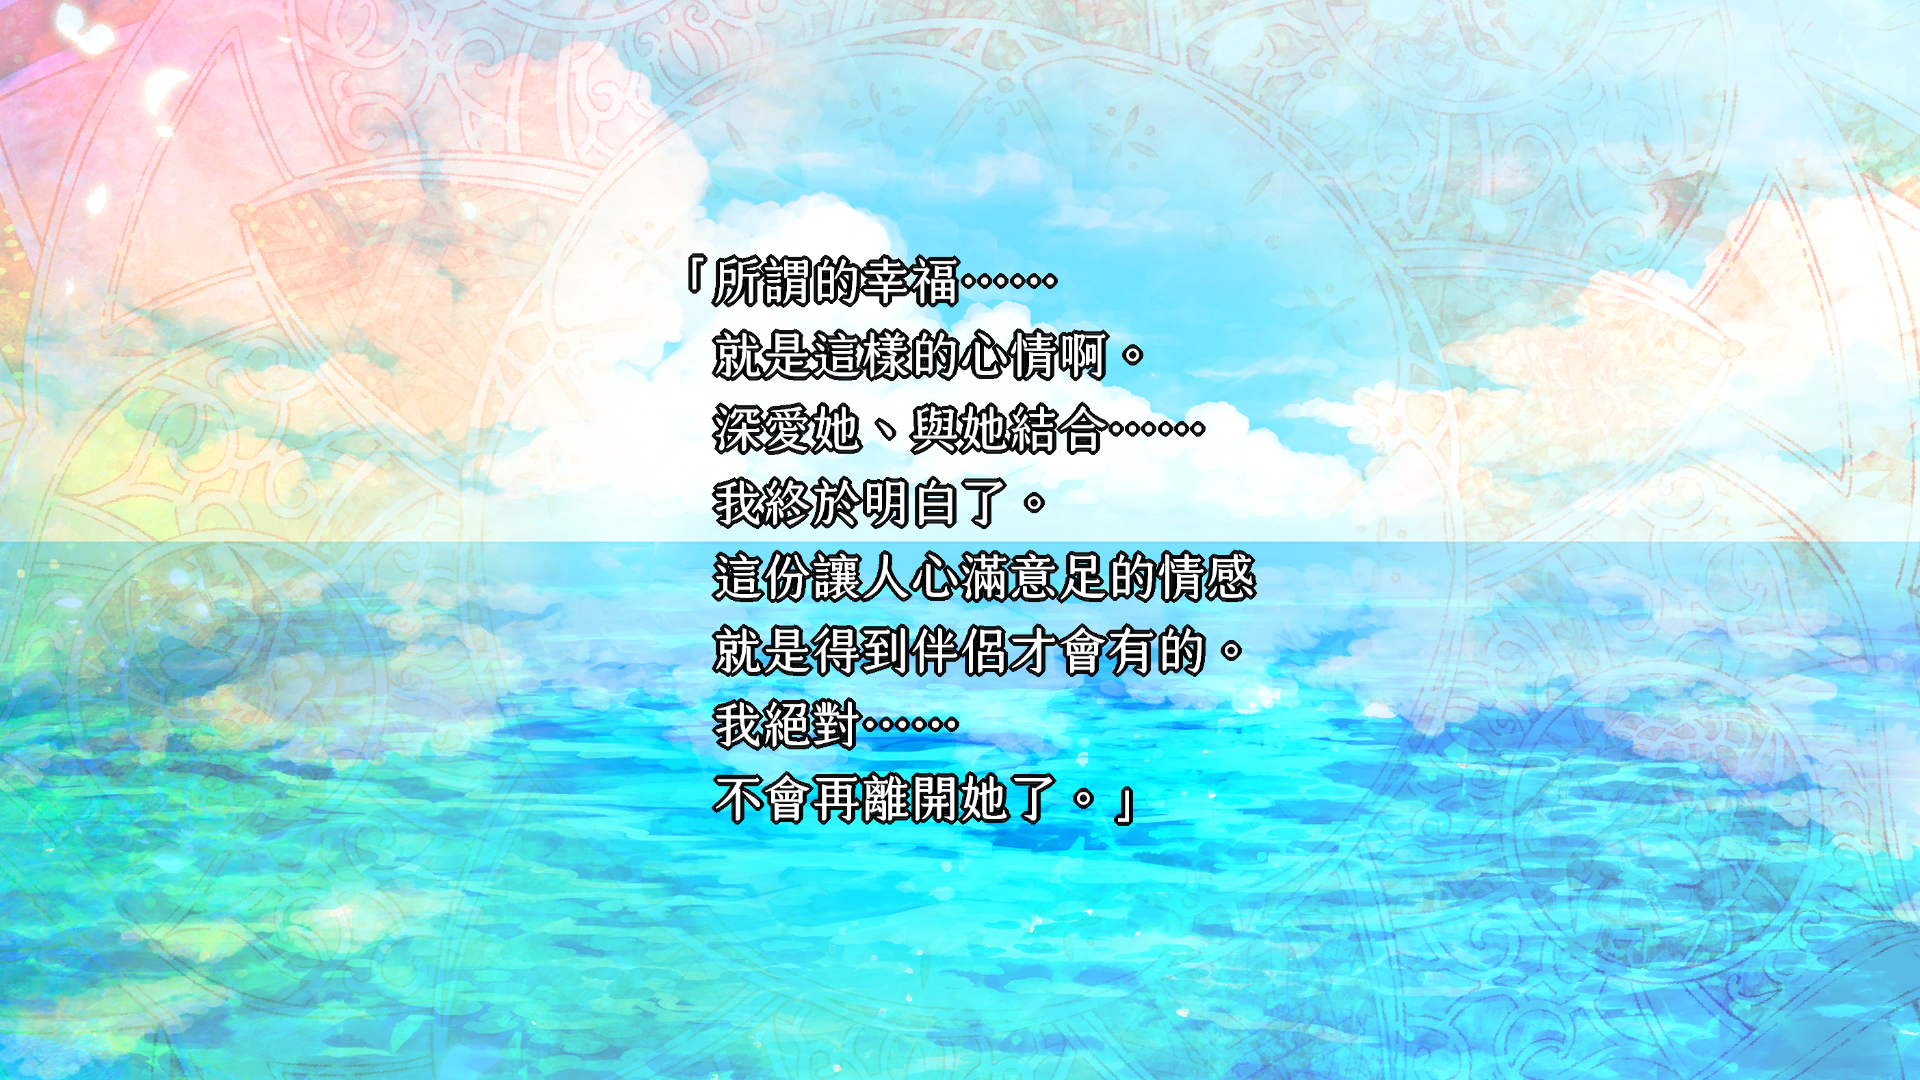 「所謂的幸福⋯⋯
就是這樣的心情啊。
深愛她、與她結合⋯⋯
我終於明白了。
這份讓人心滿意足的情感
就是得到伴侶才會有的。
我絕對⋯⋯
不會再離開她了。」